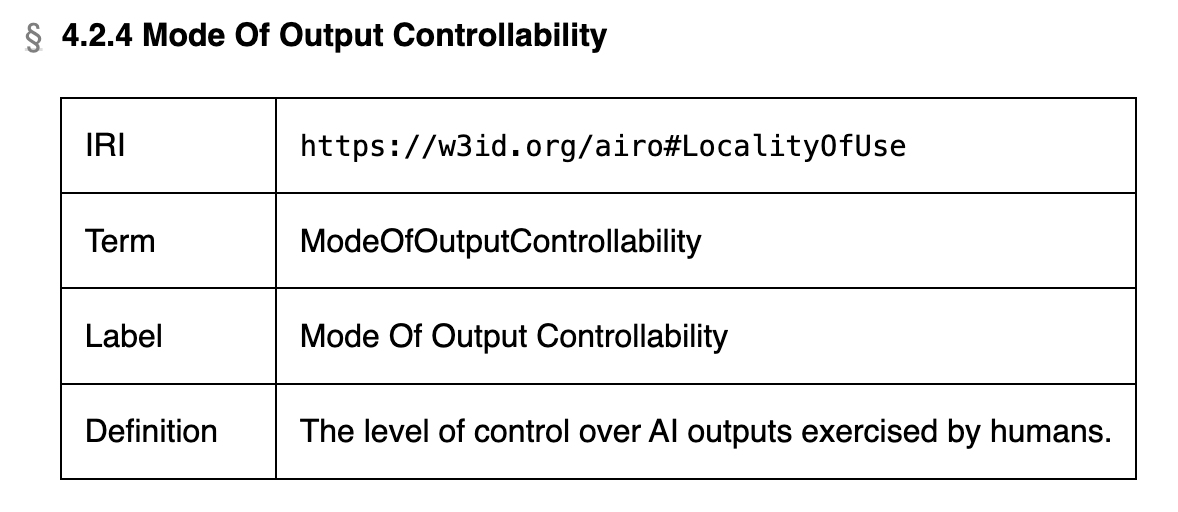 § 4.2.4 Mode Of Output Controllability
IRI https://w3id.org/airo#LocalityOfUse
Term ModeOfOutputControllability
Label Mode Of Output Controllability
Definition The level of control over AI outputs exercised by humans.